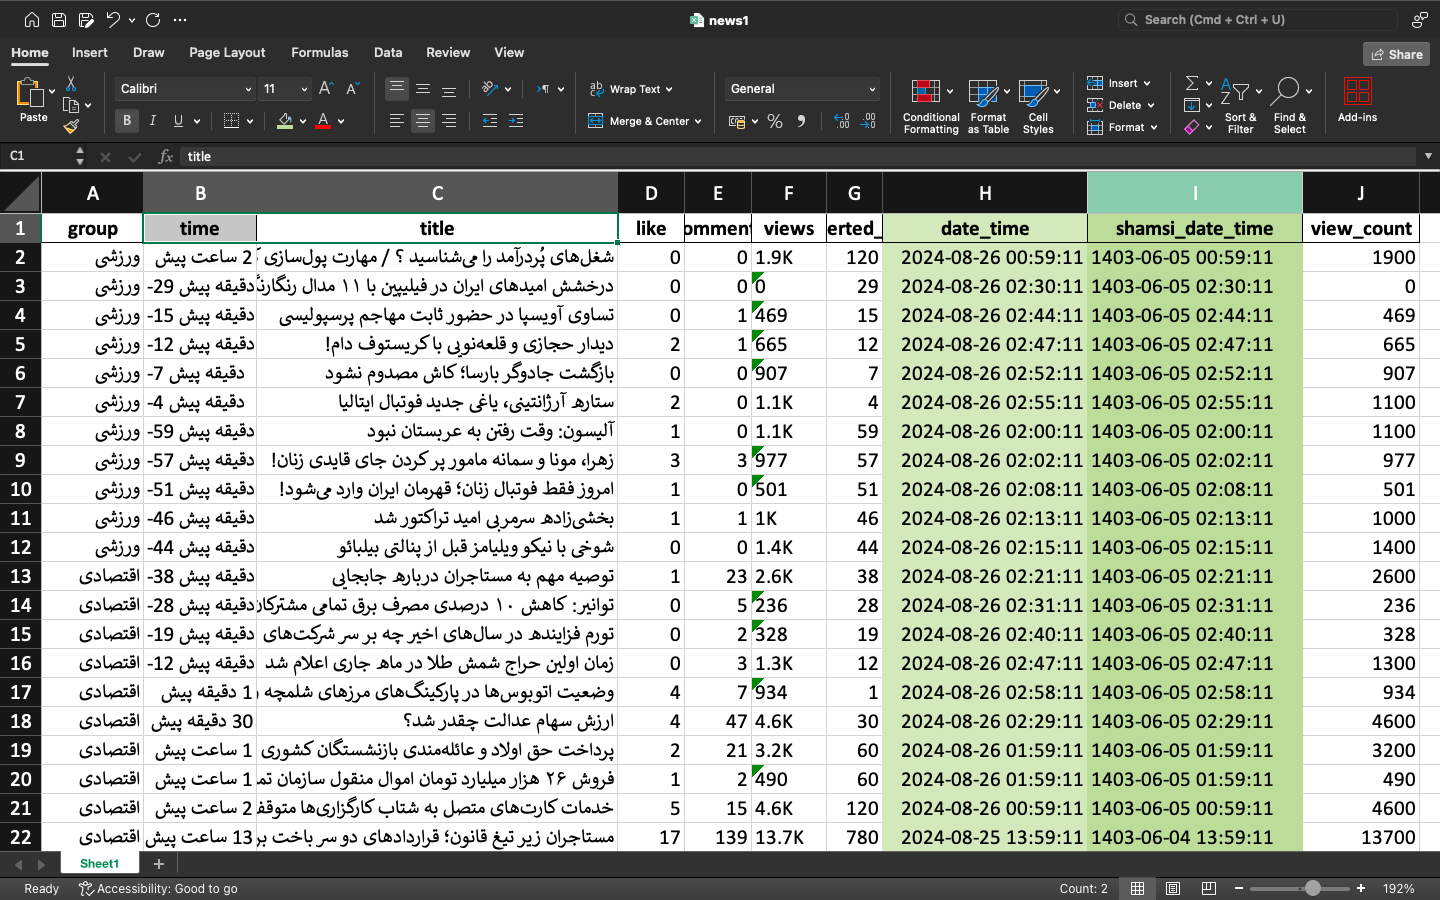 news1
Search (Cmd + Ctrl + U)
Home Insert Draw Page Layout Formulas Data Review View
Share
Paste
Calibri 11
B I U A
Wrap Text
Merge & Center
General
Conditional Formatting
Format as Table
Cell Styles
Insert
Delete
Format
Sort & Filter
Find & Select
Add-ins
C1 fx title
A B C D E F G H I J
1 group time title like omment views erted_ date_time shamsi_date_time view_count
2 ورزشی 2 ساعت پیش شغل‌های پُردرآمد را می‌شناسید ؟ / مهارت پول‌سازی 0 0 1.9K 120 2024-08-26 00:59:11 1403-06-05 00:59:11 1900
3 ورزشی -29 دقیقه پیش درخشش امیدهای ایران در فیلیپین با ۱۱ مدال رنگارنگ 0 0 0 29 2024-08-26 02:30:11 1403-06-05 02:30:11 0
4 ورزشی -15 دقیقه پیش تساوی آویسپا در حضور ثابت مهاجم پرسپولیسی 0 1 469 15 2024-08-26 02:44:11 1403-06-05 02:44:11 469
5 ورزشی -12 دقیقه پیش دیدار حجازی و قلعه‌نویی با کریستوف دام! 2 1 665 12 2024-08-26 02:47:11 1403-06-05 02:47:11 665
6 ورزشی -7 دقیقه پیش بازگشت جادوگر بارسا؛ کاش مصدوم نشود 0 0 907 7 2024-08-26 02:52:11 1403-06-05 02:52:11 907
7 ورزشی -4 دقیقه پیش ستاره آرژانتینی، یاغی جدید فوتبال ایتالیا 2 0 1.1K 4 2024-08-26 02:55:11 1403-06-05 02:55:11 1100
8 ورزشی -59 دقیقه پیش آلیسون: وقت رفتن به عربستان نبود 1 0 1.1K 59 2024-08-26 02:00:11 1403-06-05 02:00:11 1100
9 ورزشی -57 دقیقه پیش زهرا، مونا و سمانه مامور پر کردن جای قایدی زنان! 3 3 977 57 2024-08-26 02:02:11 1403-06-05 02:02:11 977
10 ورزشی -51 دقیقه پیش امروز فقط فوتبال زنان؛ قهرمان ایران وارد می‌شود! 1 0 501 51 2024-08-26 02:08:11 1403-06-05 02:08:11 501
11 ورزشی -46 دقیقه پیش بخشی‌زاده سرمربی امید تراکتور شد 1 1 1K 46 2024-08-26 02:13:11 1403-06-05 02:13:11 1000
12 ورزشی -44 دقیقه پیش شوخی با نیکو ویلیامز قبل از پنالتی بیلبائو 0 0 1.4K 44 2024-08-26 02:15:11 1403-06-05 02:15:11 1400
13 اقتصادی -38 دقیقه پیش توصیه مهم به مستاجران درباره جابجایی 1 23 2.6K 38 2024-08-26 02:21:11 1403-06-05 02:21:11 2600
14 اقتصادی -28 دقیقه پیش توانیر: کاهش ۱۰ درصدی مصرف برق تمامی مشترکان 0 5 236 28 2024-08-26 02:31:11 1403-06-05 02:31:11 236
15 اقتصادی -19 دقیقه پیش تورم فزاینده در سال‌های اخیر چه بر سر شرکت‌های 0 2 328 19 2024-08-26 02:40:11 1403-06-05 02:40:11 328
16 اقتصادی -12 دقیقه پیش زمان اولین حراج شمش طلا در ماه جاری اعلام شد 0 3 1.3K 12 2024-08-26 02:47:11 1403-06-05 02:47:11 1300
17 اقتصادی 1 دقیقه پیش وضعیت اتوبوس‌ها در پارکینگ‌های مرزهای شلمچه و 4 7 934 1 2024-08-26 02:58:11 1403-06-05 02:58:11 934
18 اقتصادی 30 دقیقه پیش ارزش سهام عدالت چقدر شد؟ 4 47 4.6K 30 2024-08-26 02:29:11 1403-06-05 02:29:11 4600
19 اقتصادی 1 ساعت پیش پرداخت حق اولاد و عائله‌مندی بازنشستگان کشوری 2 21 3.2K 60 2024-08-26 01:59:11 1403-06-05 01:59:11 3200
20 اقتصادی 1 ساعت پیش فروش ۲۶ هزار میلیارد تومان اموال منقول سازمان تم 1 2 490 60 2024-08-26 01:59:11 1403-06-05 01:59:11 490
21 اقتصادی 2 ساعت پیش خدمات کارت‌های متصل به شتاب کارگزاری‌ها متوقف 5 15 4.6K 120 2024-08-26 00:59:11 1403-06-05 00:59:11 4600
22 اقتصادی 13 ساعت پیش مستاجران زیر تیغ قانون؛ قراردادهای دو سر باخت بر 17 139 13.7K 780 2024-08-25 13:59:11 1403-06-04 13:59:11 13700
Sheet1
Ready Accessibility: Good to go Count: 2 192%